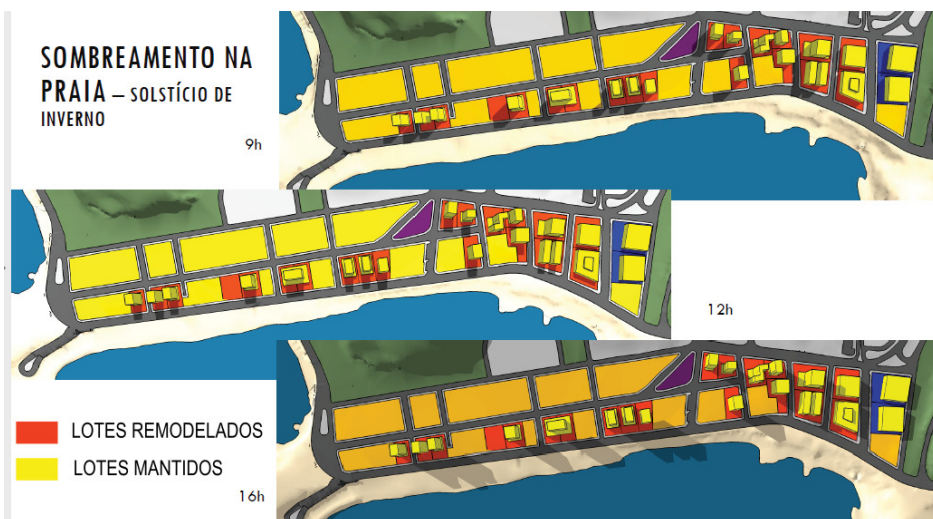 SOMBREAMENTO NA
PRAIA – SOLSTÍCIO DE
INVERNO
9h
12h
LOTES REMODELADOS
LOTES MANTIDOS
16h